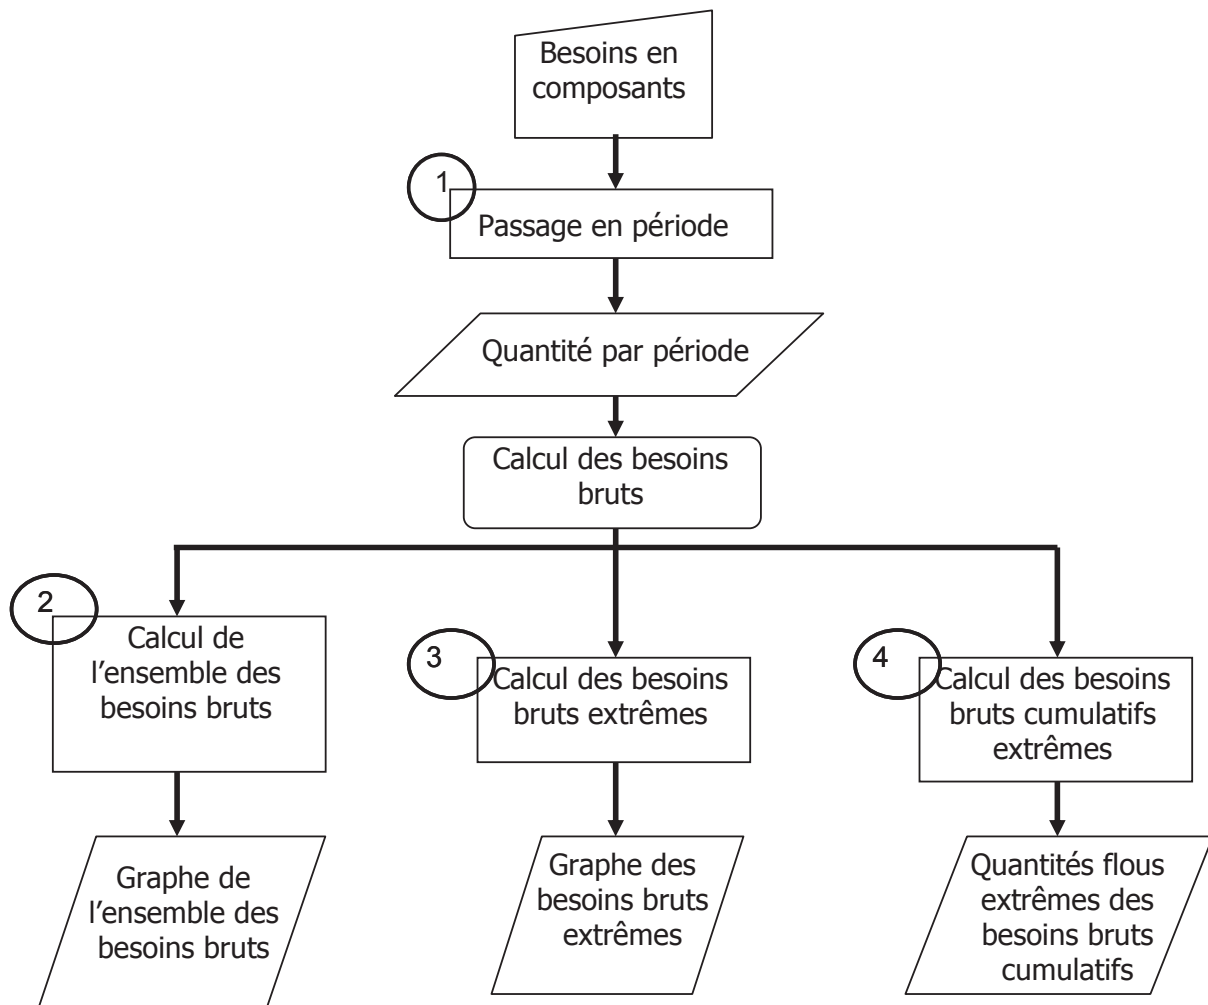 Besoins en
composants
1
Passage en période
Quantité par période
Calcul des besoins
bruts
2
Calcul de
l'ensemble des
besoins bruts
3
Calcul des besoins
bruts extrêmes
4
Calcul des besoins
bruts cumulatifs
extrêmes
Graphe de
l'ensemble des
besoins bruts
Graphe des
besoins bruts
extrêmes
Quantités flous
extrêmes des
besoins bruts
cumulatifs